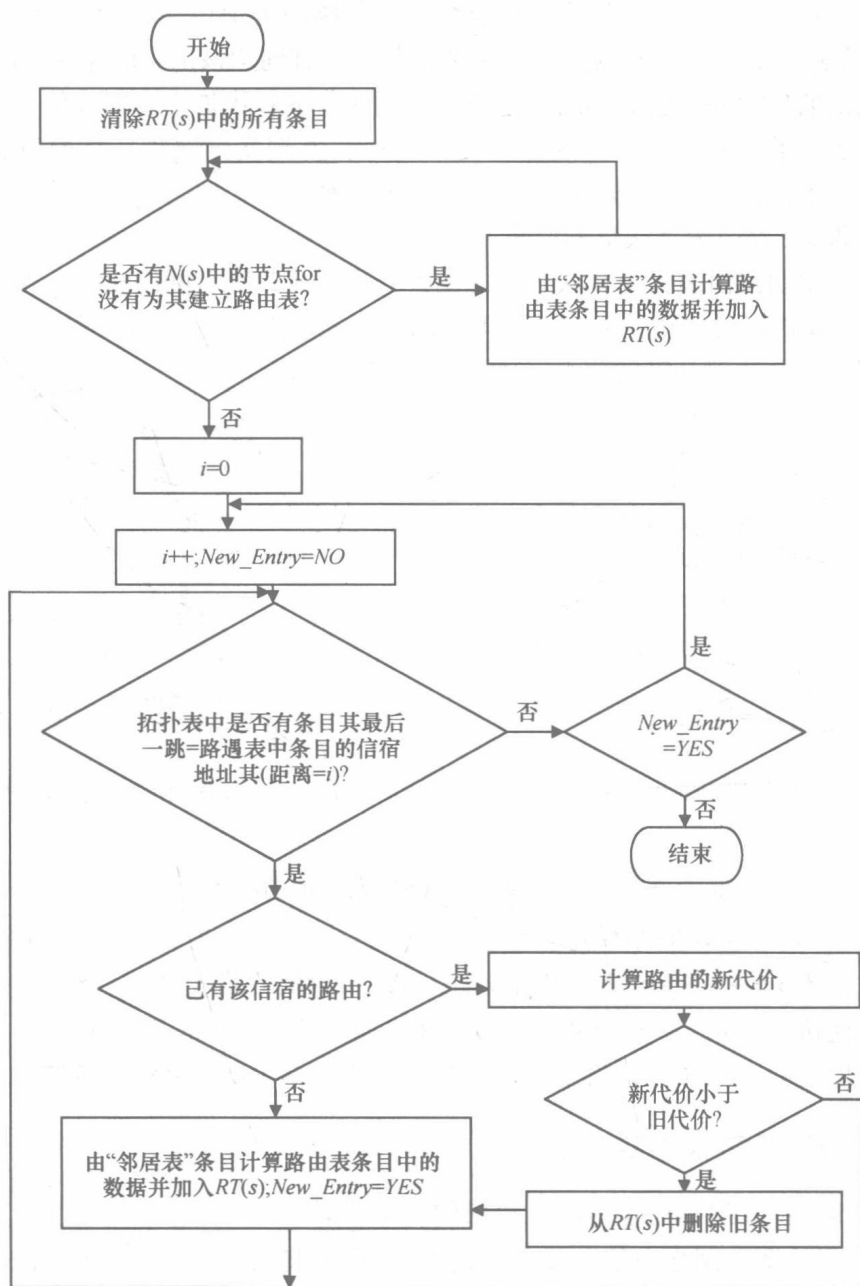 开始
清除RT(s)中的所有条目
是否有N(s)中的节点for
没有为其建立路由表?
是
由“邻居表”条目计算路
由表条目中的数据并加入
RT(s)
否
i=0
i++;New_Entry=NO
是
拓扑表中是否有条目其最后
一跳=路遇表中条目的信宿
地址其(距离=i)?
否
New_Entry
=YES
否
结束
是
已有该信宿的路由?
是
计算路由的新代价
否
新代价小于
旧代价?
否
由“邻居表”条目计算路由表条目中的
数据并加入RT(s);New_Entry=YES
是
从RT(s)中删除旧条目